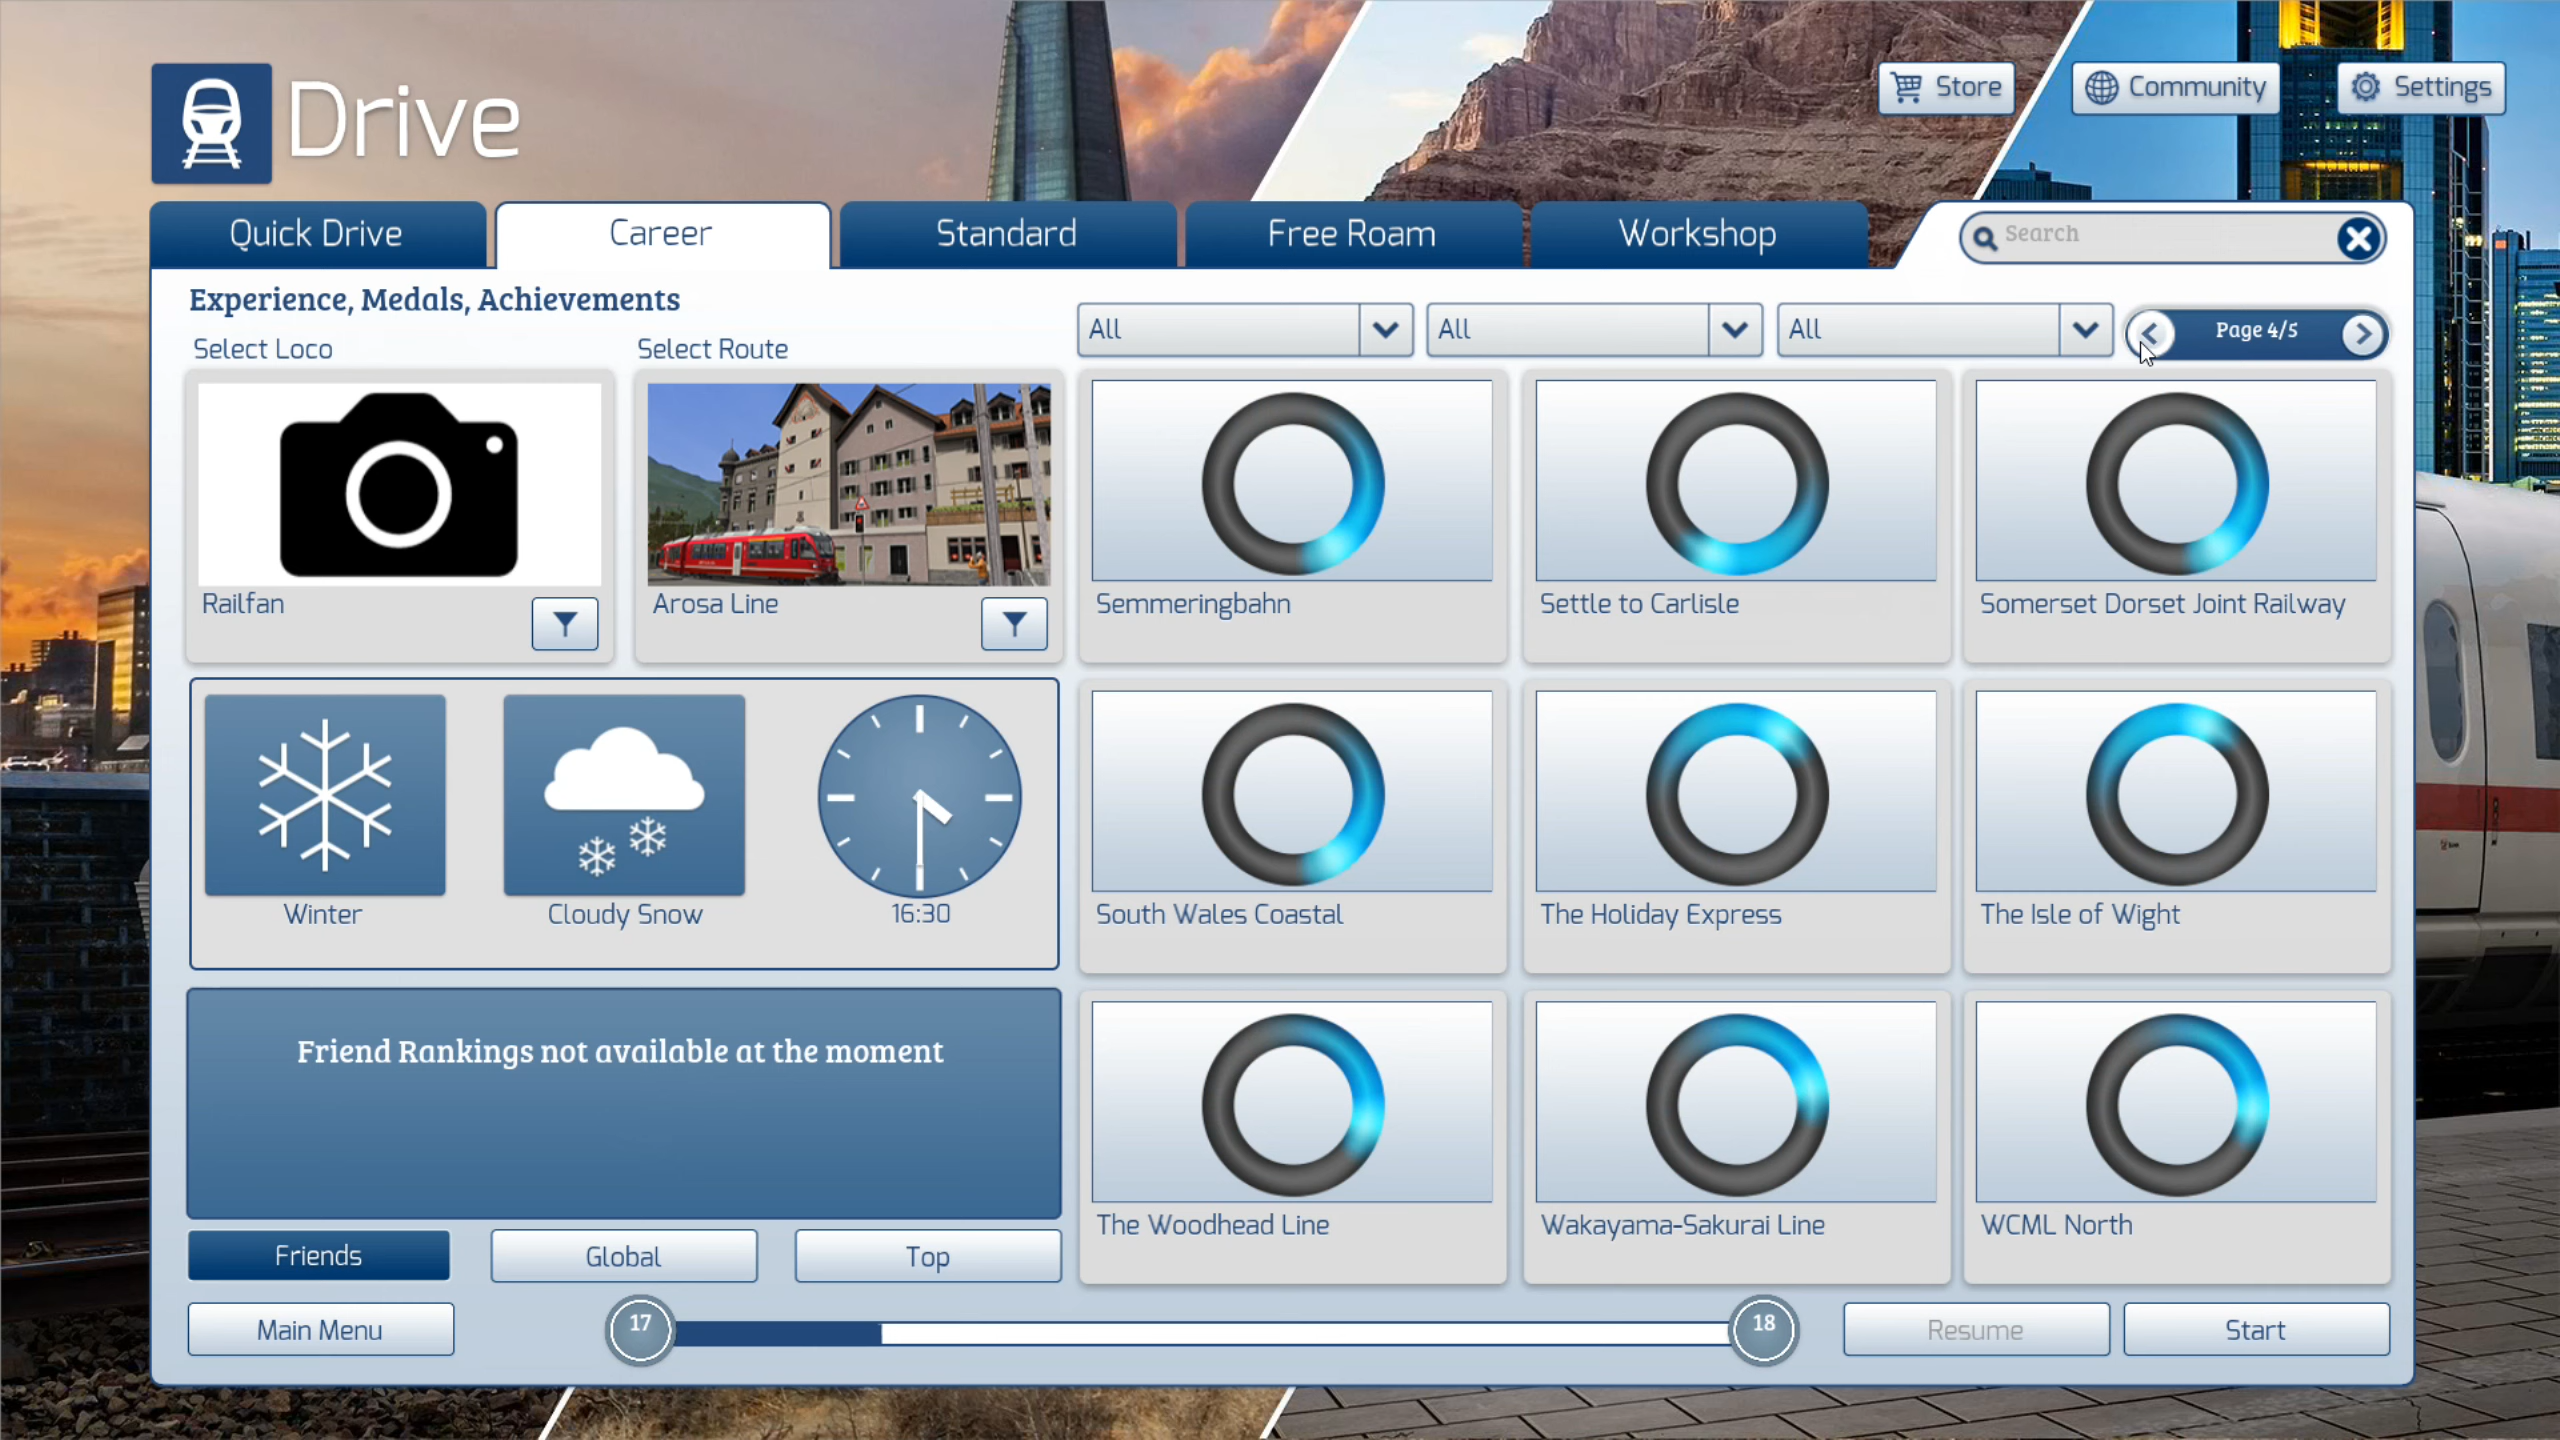 Drive
Store
Community
Settings
Quick Drive
Career
Standard
Free Roam
Workshop
Search
Experience, Medals, Achievements
Select Loco
Select Route
All
All
All
Page 4/5
Railfan
Arosa Line
Semmeringbahn
Settle to Carlisle
Somerset Dorset Joint Railway
Winter
Cloudy Snow
16:30
South Wales Coastal
The Holiday Express
The Isle of Wight
Friend Rankings not available at the moment
The Woodhead Line
Wakayama-Sakurai Line
WCML North
Friends
Global
Top
Main Menu
17
18
Resume
Start